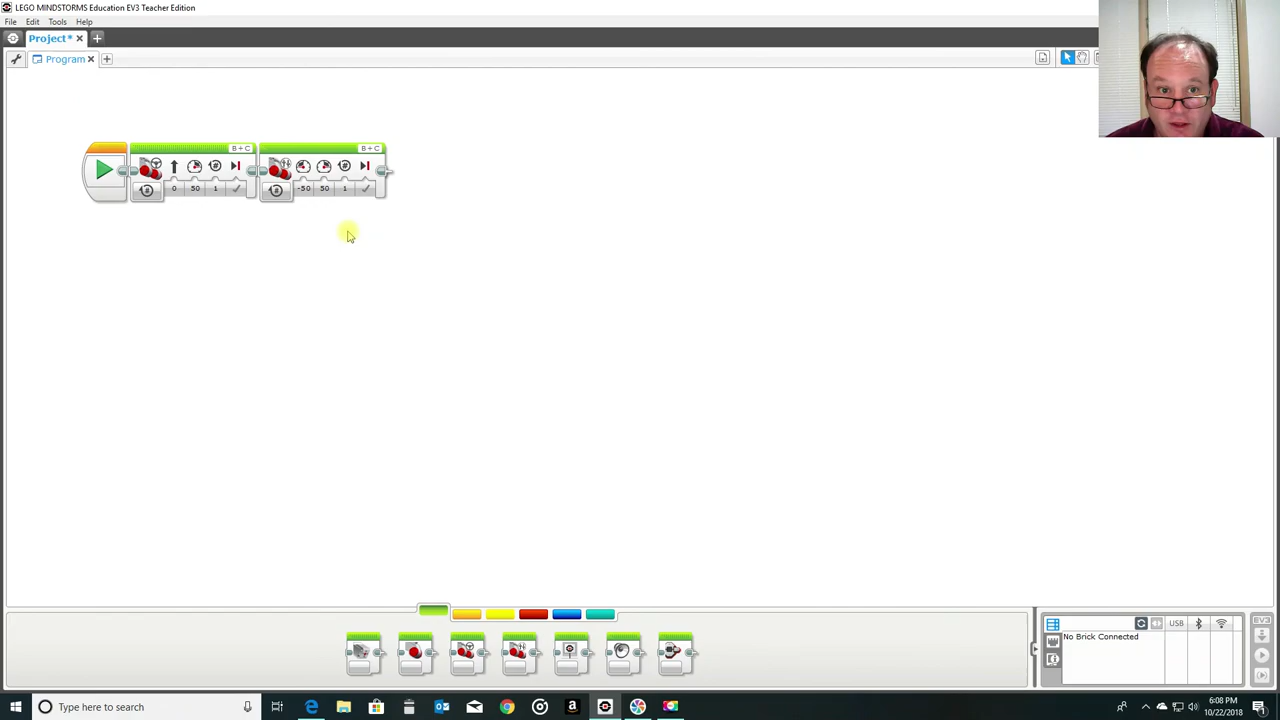 LEGO MINDSTORMS Education EV3 Teacher Edition
File Edit Tools Help
Project*
Program
B+C B+C
0 50 1 -50 50 1
USB
EV3
No Brick Connected
Type here to search
6:08 PM
10/22/2018